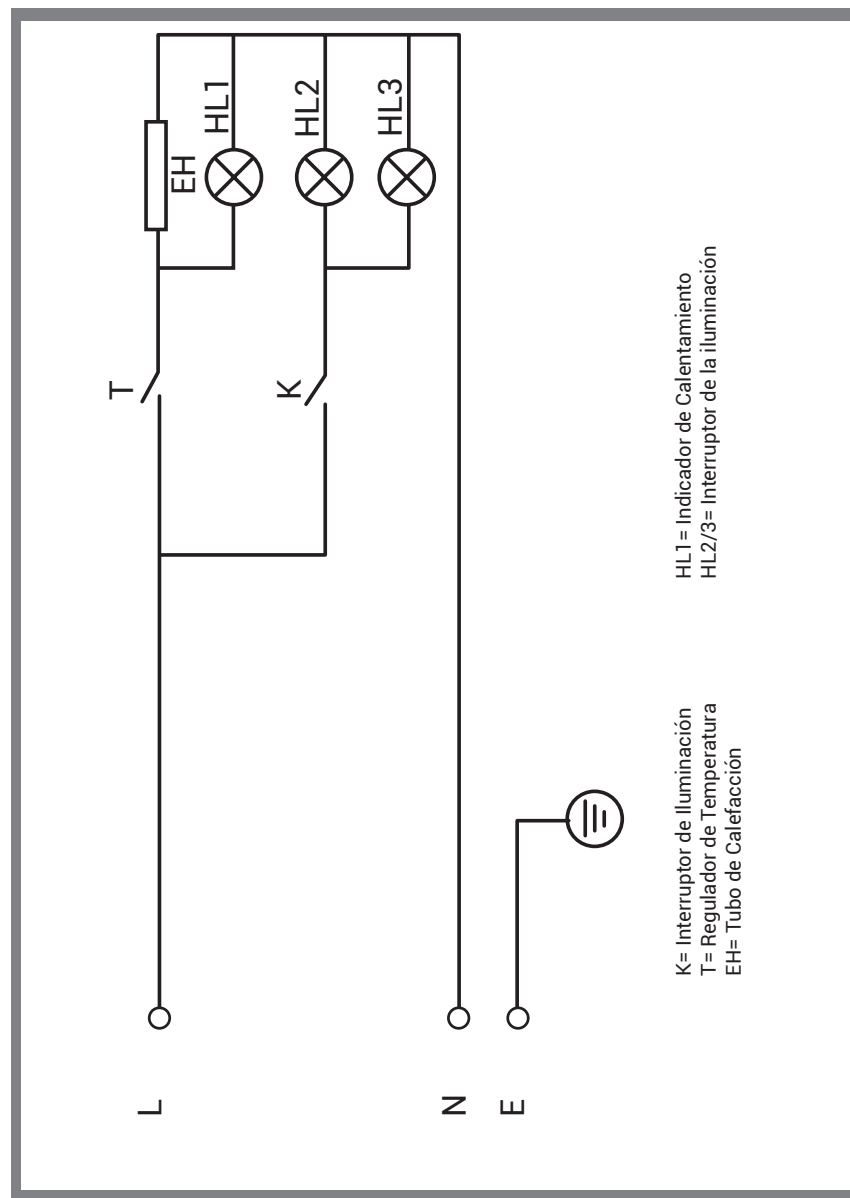 L
N
E
T
K
EH
HL1
HL2
HL3
K= Interruptor de Iluminación
T= Regulador de Temperatura
EH= Tubo de Calefacción
HL1= Indicador de Calentamiento
HL2/3= Interruptor de la iluminación